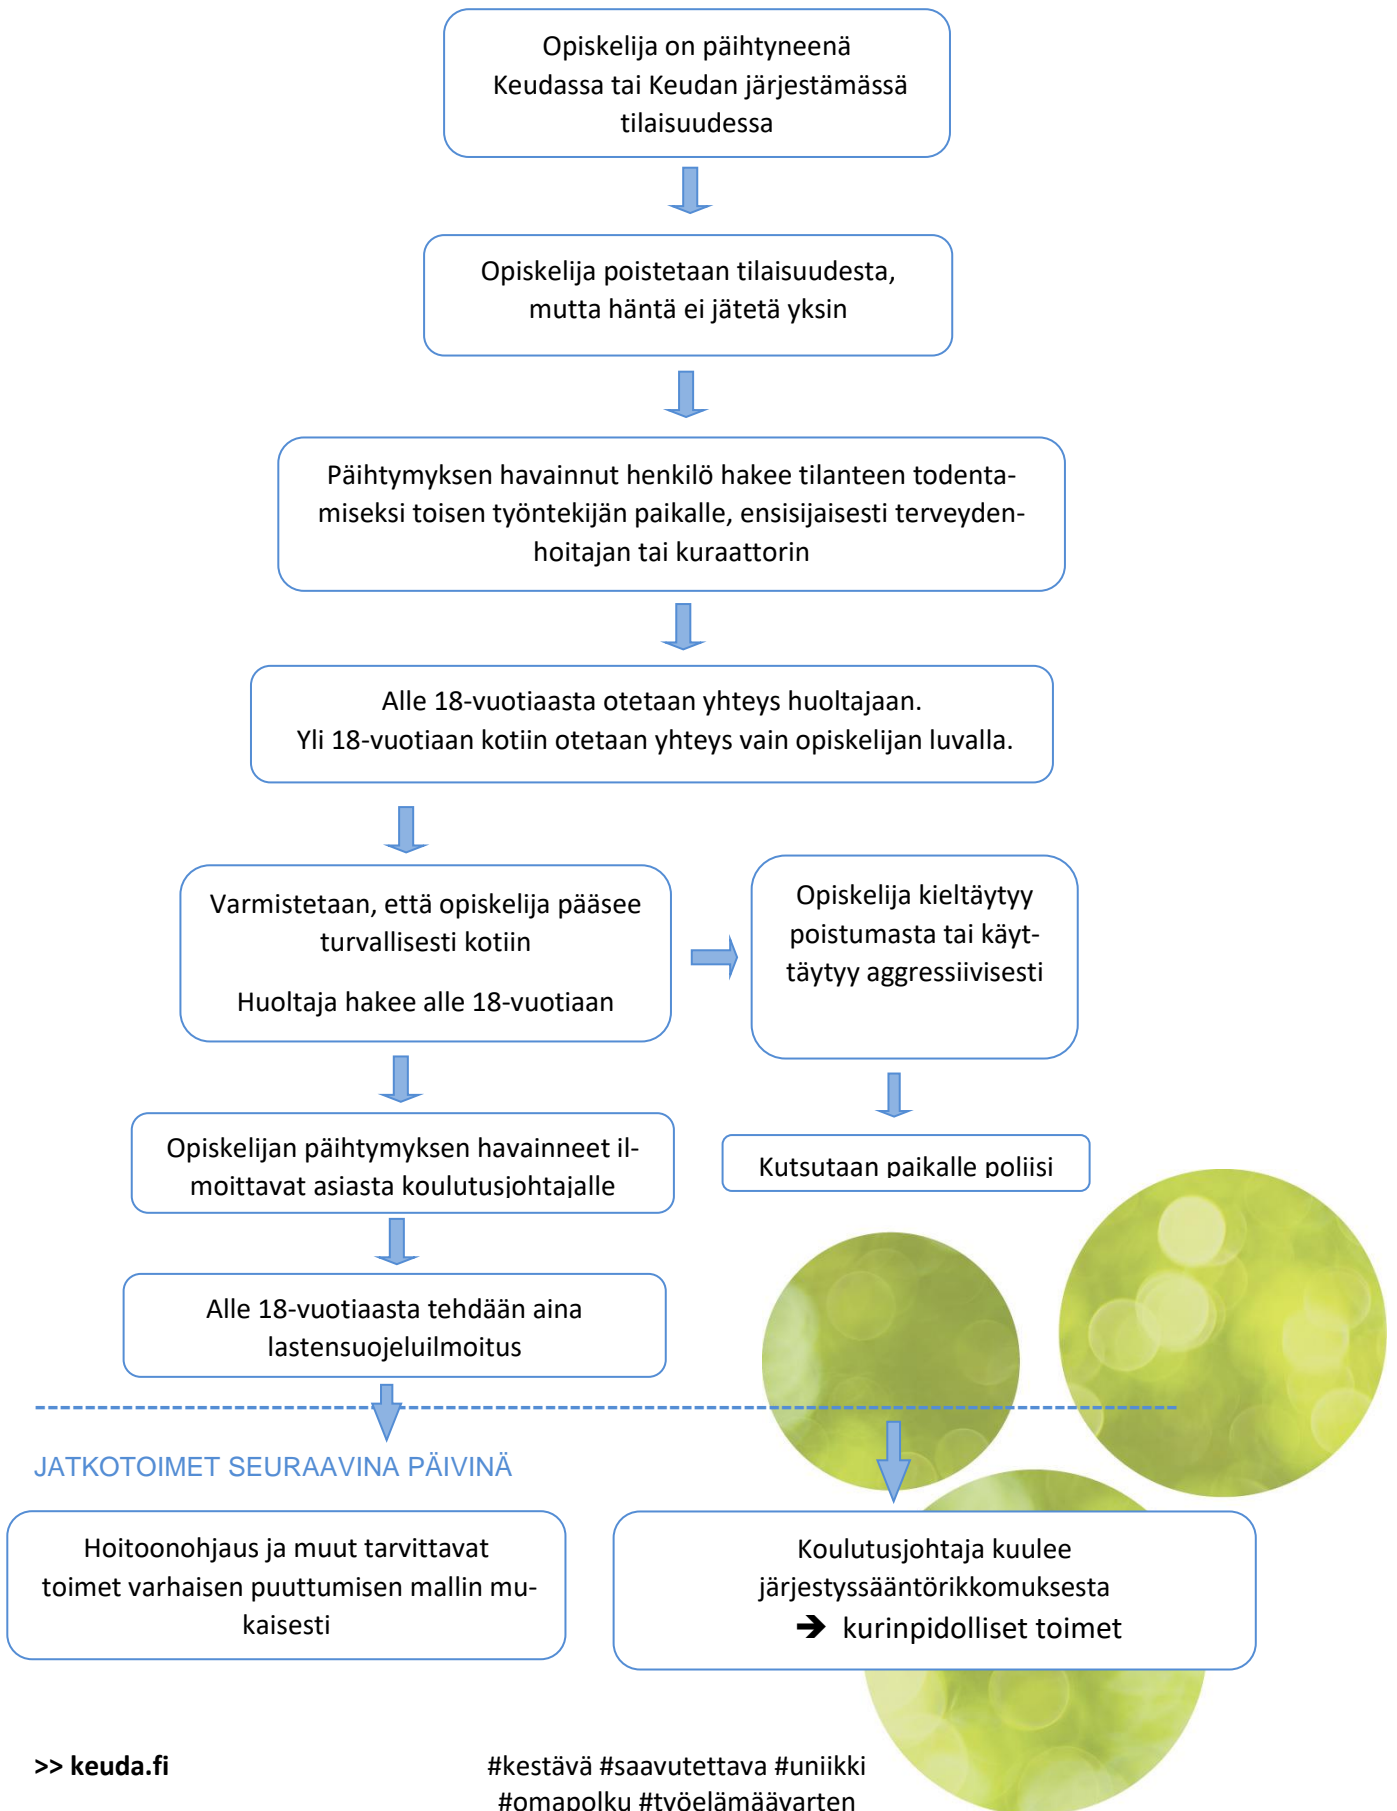 Opiskelija on päihtyneenä
Keudassa tai Keudan järjestämässä
tilaisuudessa
Opiskelija poistetaan tilaisuudesta,
mutta häntä ei jätetä yksin
Päihtymyksen havainnut henkilö hakee tilanteen todenta-
miseksi toisen työntekijän paikalle, ensisijaisesti terveyden-
hoitajan tai kuraattorin
Alle 18-vuotiaasta otetaan yhteys huoltajaan.
Yli 18-vuotiaan kotiin otetaan yhteys vain opiskelijan luvalla.
Varmistetaan, että opiskelija pääsee
turvallisesti kotiin
Huoltaja hakee alle 18-vuotiaan
Opiskelija kieltäytyy
poistumasta tai käyt-
täytyy aggressiivisesti
Opiskelijan päihtymyksen havainneet il-
moittavat asiasta koulutusjohtajalle
Kutsutaan paikalle poliisi
Alle 18-vuotiaasta tehdään aina
lastensuojeluilmoitus
JATKOTOIMET SEURAAVINA PÄIVINÄ
Hoitoonohjaus ja muut tarvittavat
toimet varhaisen puuttumisen mallin mu-
kaisesti
Koulutusjohtaja kuulee
järjestyssääntörikkomuksesta
➔ kurinpidolliset toimet
>> keuda.fi
#kestävä #saavutettava #uniikki
#omapolku #työelämäävarten